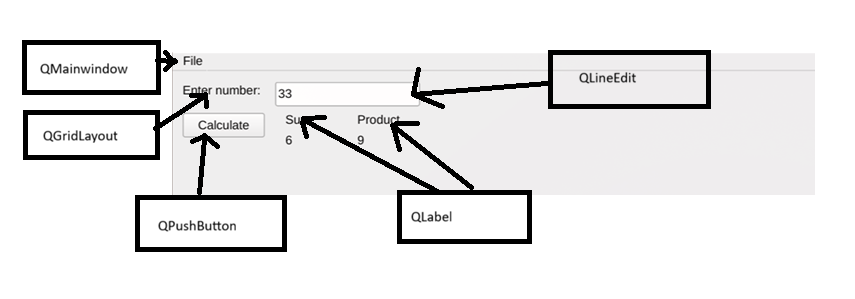 QMainwindow
File
QLineEdit
Enter number:
33
QGridLayout
Calculate
Product
6
9
QPushButton
QLabel